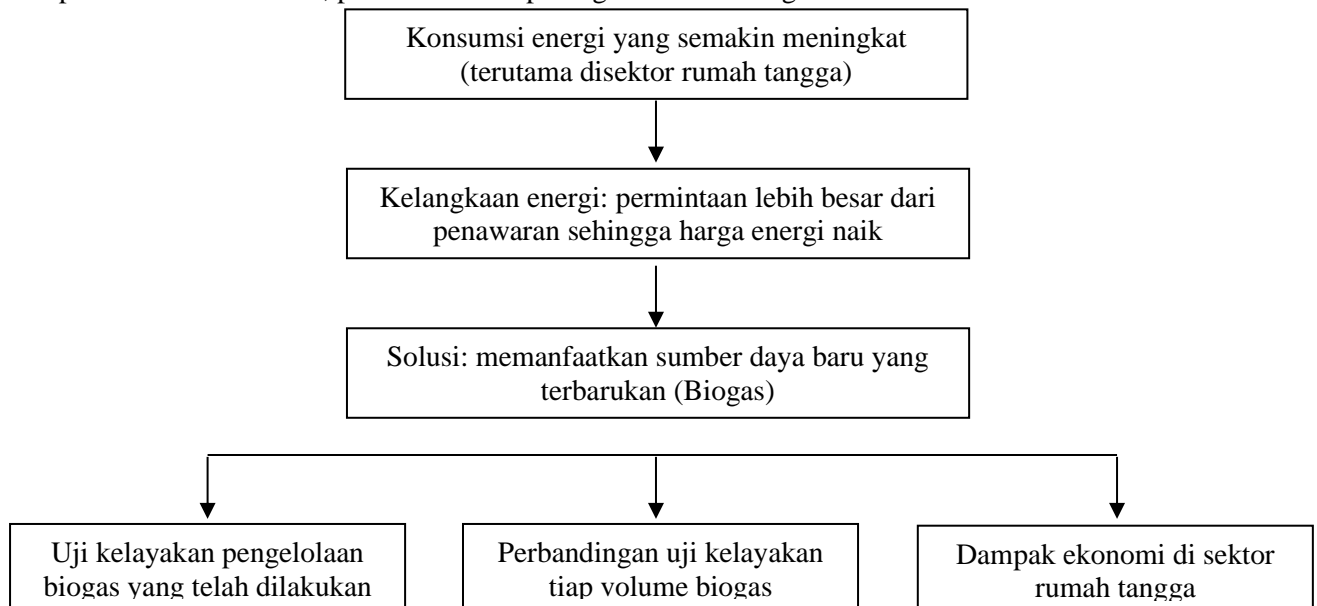 Konsumsi energi yang semakin meningkat
(terutama disektor rumah tangga)
Kelangkaan energi: permintaan lebih besar dari
penawaran sehingga harga energi naik
Solusi: memanfaatkan sumber daya baru yang
terbarukan (Biogas)
Uji kelayakan pengelolaan
biogas yang telah dilakukan
Perbandingan uji kelayakan
tiap volume biogas
Dampak ekonomi di sektor
rumah tangga